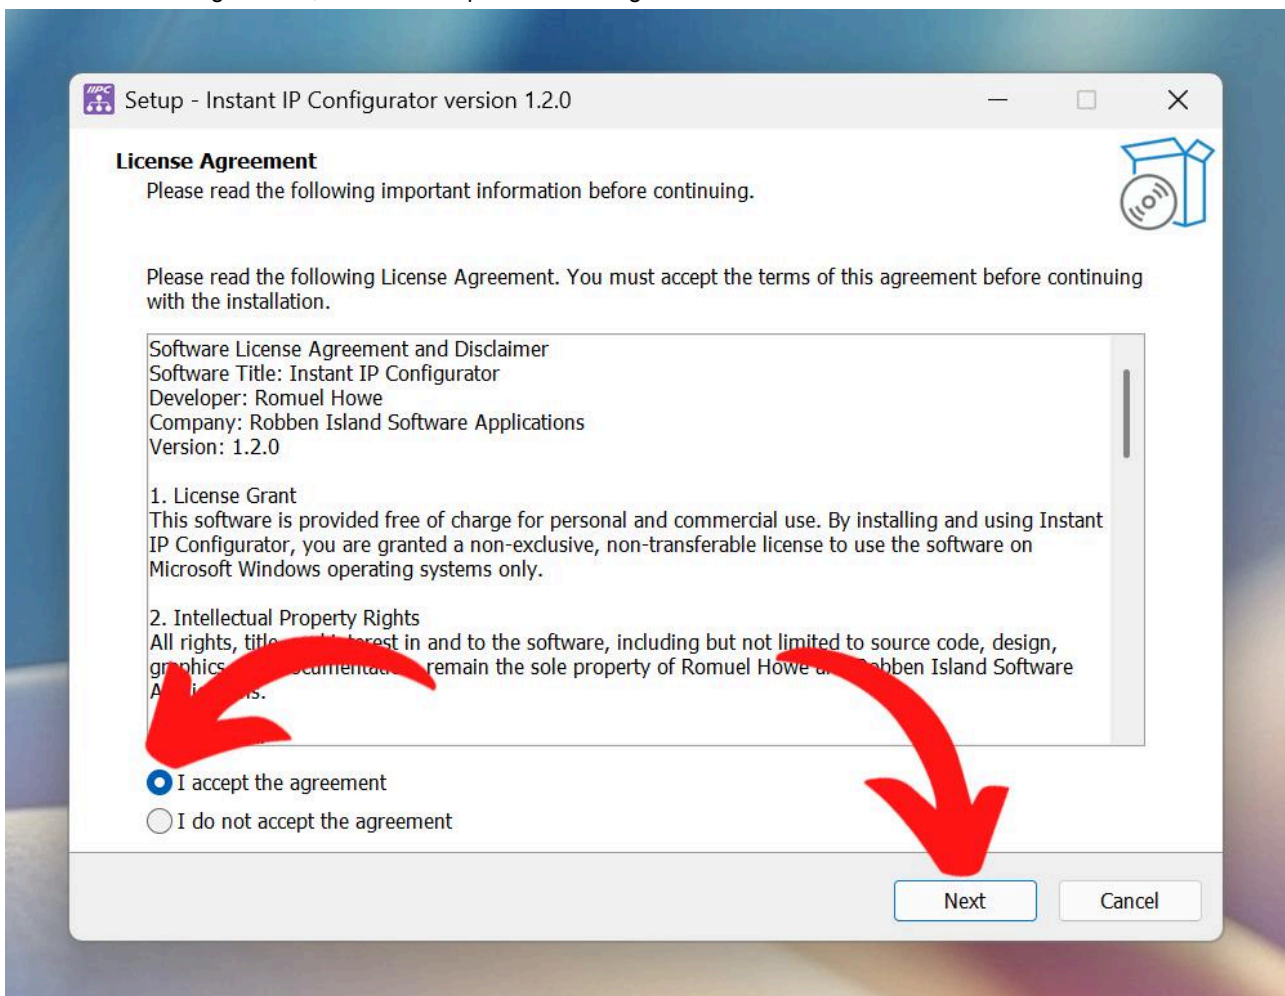 IIPC
Setup - Instant IP Configurator version 1.2.0
License Agreement
Please read the following important information before continuing.
Please read the following License Agreement. You must accept the terms of this agreement before continuing
with the installation.
Software License Agreement and Disclaimer
Software Title: Instant IP Configurator
Developer: Romuel Howe
Company: Robben Island Software Applications
Version: 1.2.0
1. License Grant
This software is provided free of charge for personal and commercial use. By installing and using Instant
IP Configurator, you are granted a non-exclusive, non-transferable license to use the software on
Microsoft Windows operating systems only.
2. Intellectual Property Rights
All rights, interest in and to the software, including but not limited to source code, design,
remain the sole property of Romuel Howe Robben Island Software
I accept the agreement
I do not accept the agreement
Next
Cancel